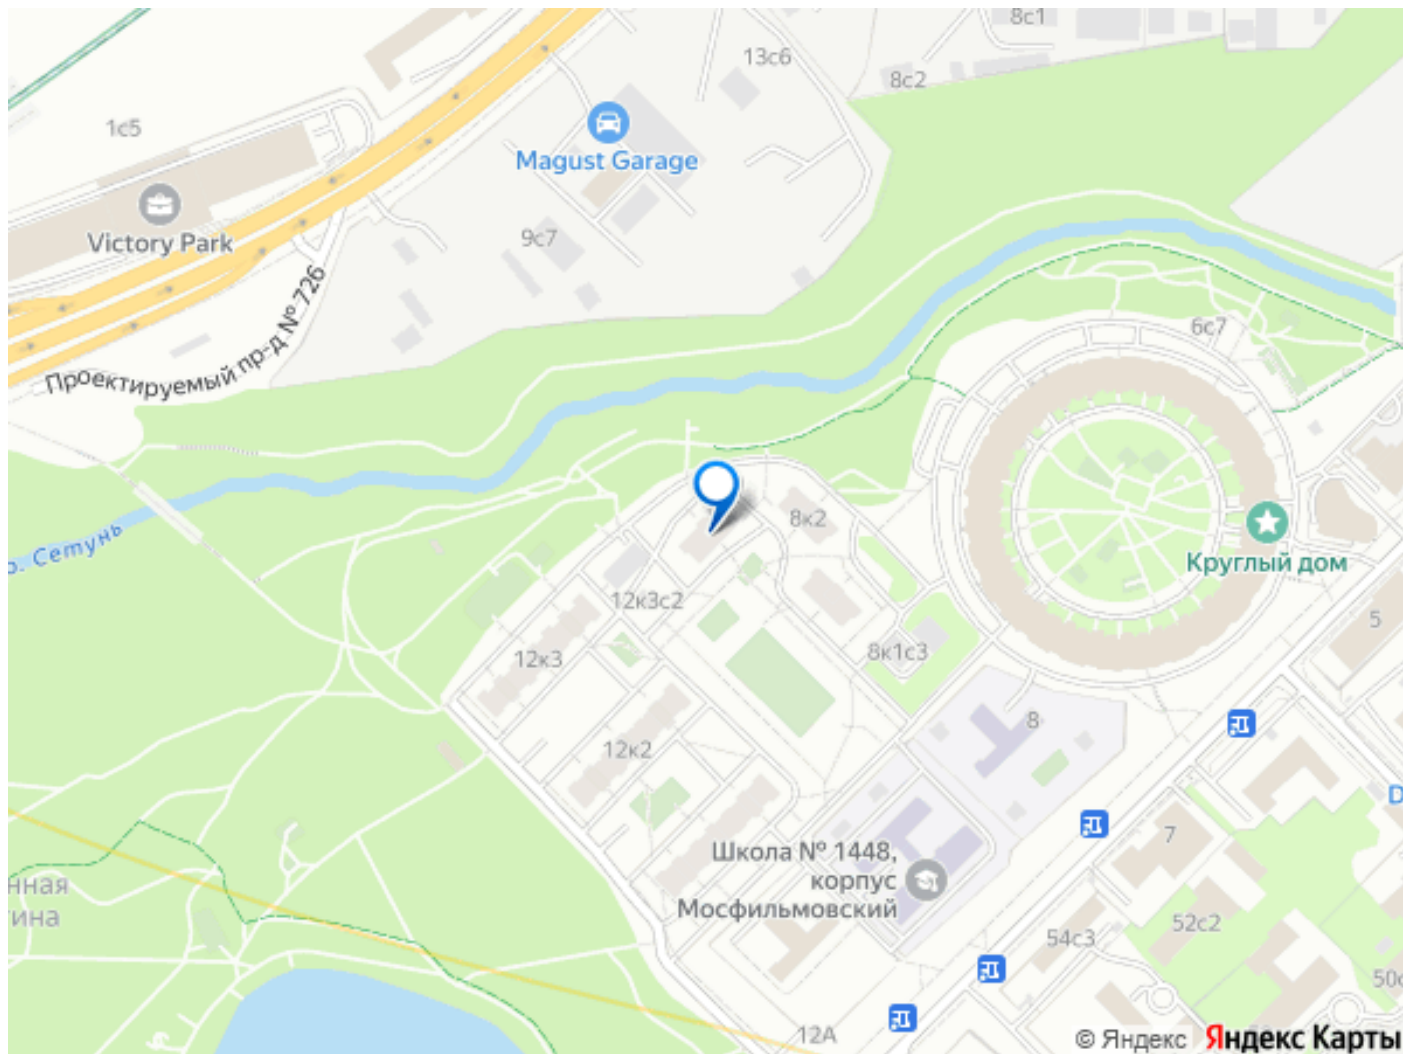 8с1
13с6
8с2
1с5
Magust Garage
Victory Park
9с7
Проектируемый пр-д № 726
6с7
р. Сетунь
8к2
Круглый дом
12к3с2
5
8к1с3
12к3
8
12к2
7
Школа № 1448,
корпус
Мосфильмовский
нная
ина
52с2
54с3
50с
12А
© Яндекс Яндекс Карты